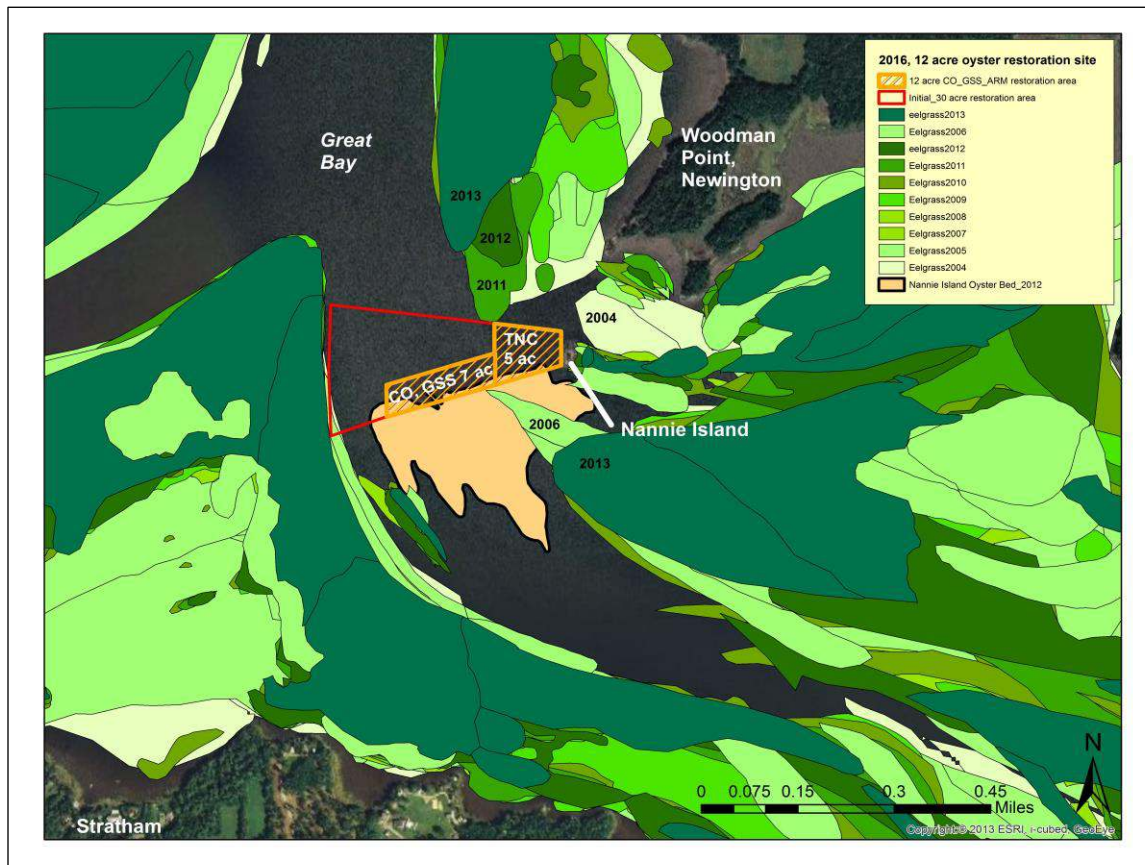 2016, 12 acre oyster restoration site
12 acre CO_GSS_ARM restoration area
Initial_30 acre restoration area
eelgrass2013
Eelgrass2006
eelgrass2012
Eelgrass2011
Eelgrass2010
Eelgrass2009
Eelgrass2008
Eelgrass2007
Eelgrass2005
Eelgrass2004
Nannie Island Oyster Bed_2012
Great
Bay
Woodman
Point,
Newington
2013
2012
2011
2004
TNC
5 ac
CO, GSS 7 ac
2006
Nannie Island
2013
N
0 0.075 0.15 0.3 0.45
Miles
Stratham
Copyright:© 2013 ESRI, i-cubed, GeoEye